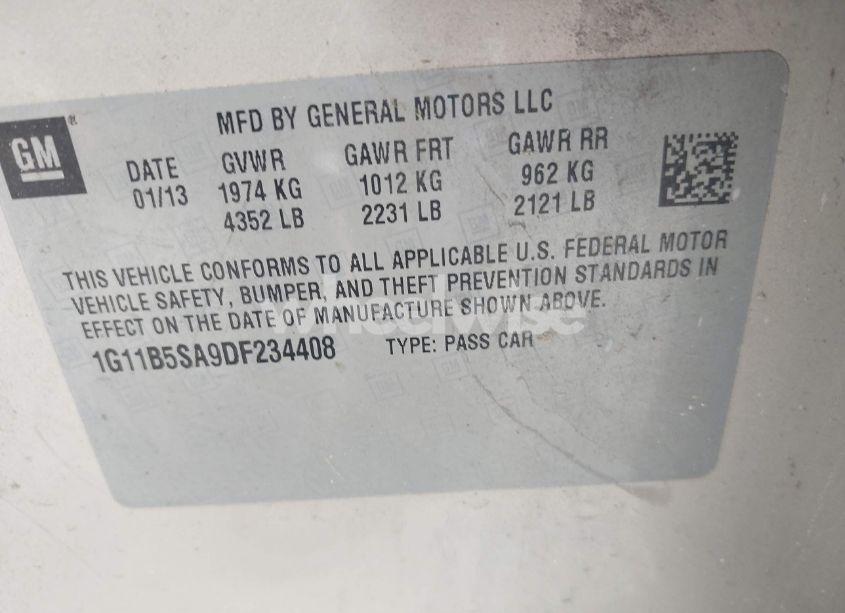 MFD BY GENERAL MOTORS LLC
GM®
DATE GVWR GAWR FRT GAWR RR
01/13 1974 KG 1012 KG 962 KG
4352 LB 2231 LB 2121 LB
THIS VEHICLE CONFORMS TO ALL APPLICABLE U.S. FEDERAL MOTOR
VEHICLE SAFETY, BUMPER, AND THEFT PREVENTION STANDARDS IN
EFFECT ON THE DATE OF MANUFACTURE SHOWN ABOVE.
1G11B5SA9DF234408 TYPE: PASS CAR
wheelwise